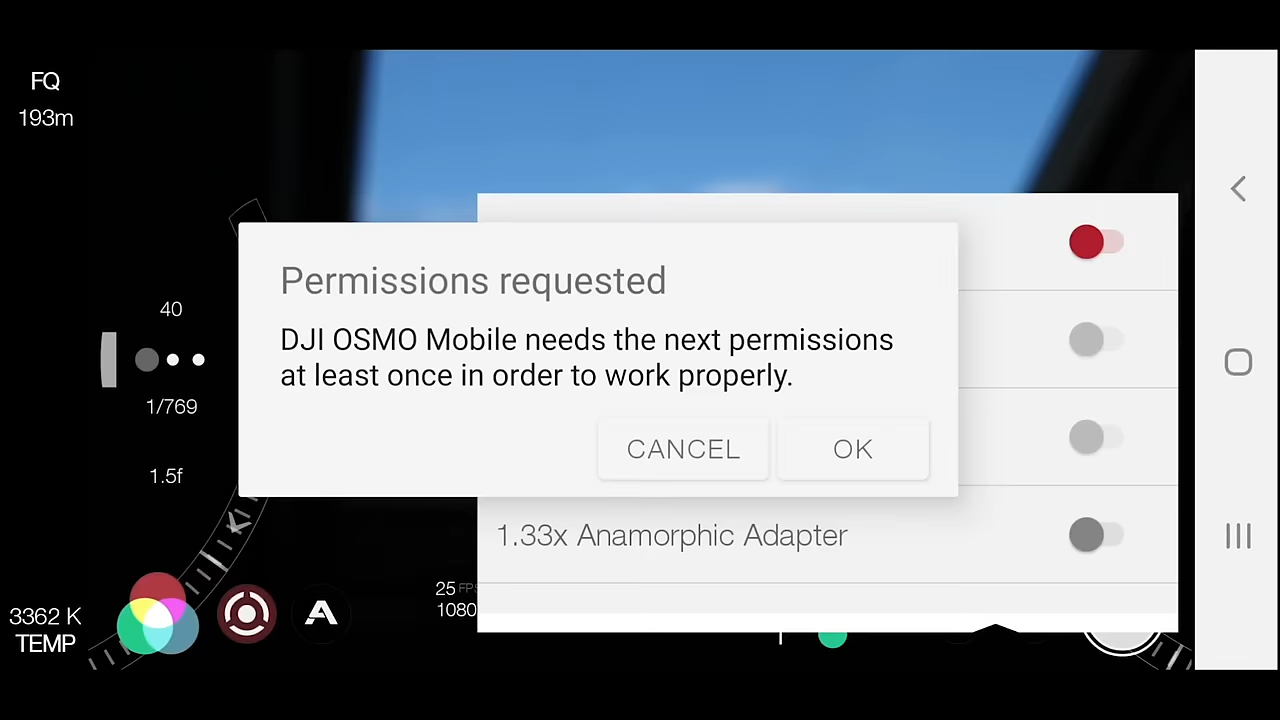 FQ
193m
Permissions requested
DJI OSMO Mobile needs the next permissions
at least once in order to work properly.
CANCEL
OK
40
1/769
1.5f
1.33x Anamorphic Adapter
25 FPS
1080
A
3362 K
TEMP